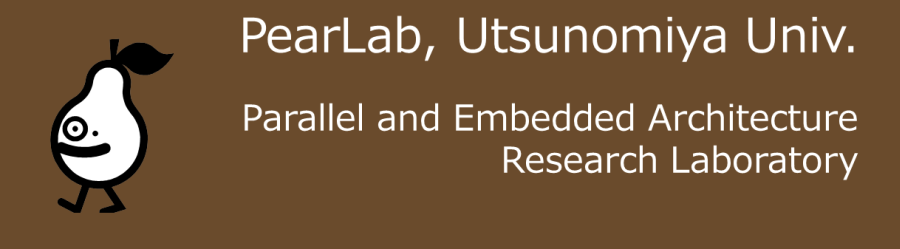 PearLab, Utsunomiya Univ.
Parallel and Embedded Architecture
Research Laboratory